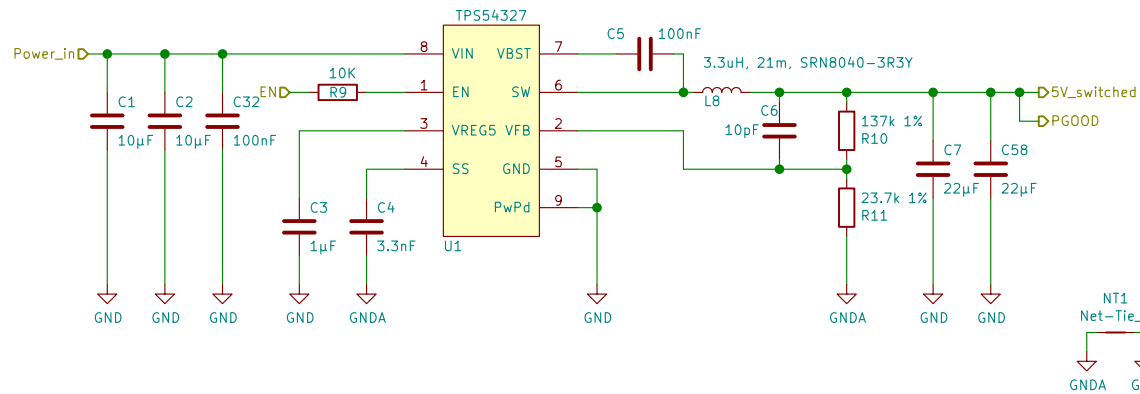 TPS54327
C5
100nF
Power_in
8
VIN
VBST
7
3.3uH, 21m, SRN8040-3R3Y
10K
EN
R9
1
EN
SW
6
L8
5V_switched
C1
10µF
C2
10µF
C32
100nF
C6
10pF
PGOOD
3
VREG5
VFB
2
137k 1%
R10
C7
22µF
C58
22µF
4
SS
GND
5
23.7k 1%
R11
C3
1µF
C4
3.3nF
PwPd
9
U1
GND
GND
GND
GND
GNDA
GND
GNDA
GND
GND
NT1
Net-Tie_
GNDA
G